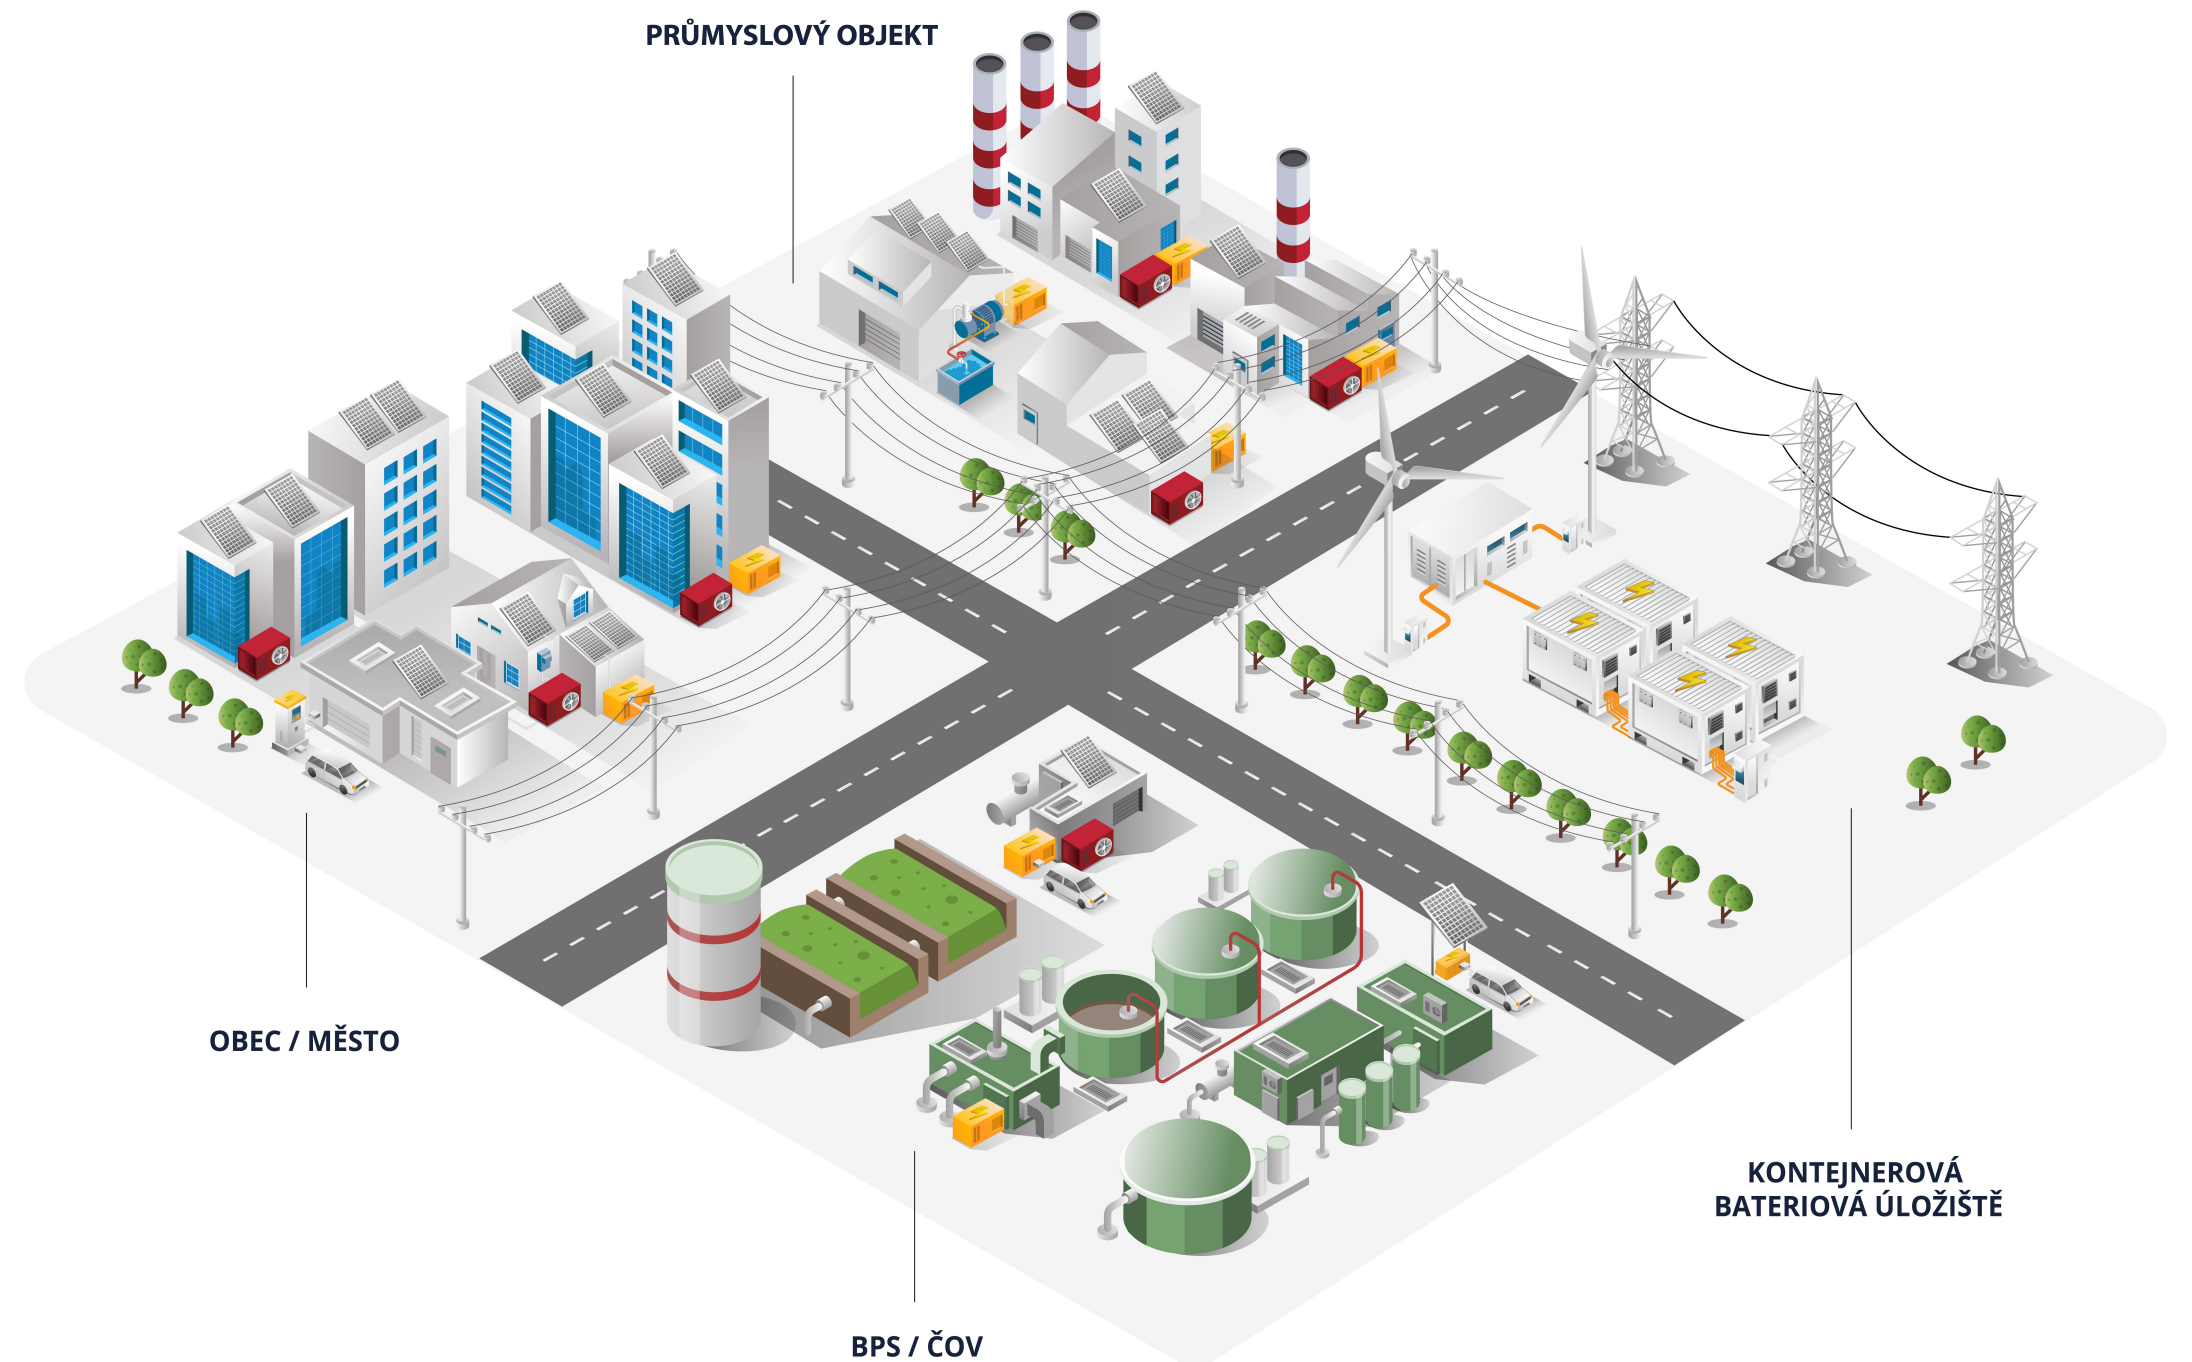 PRŮMYSLOVÝ OBJEKT
OBEC / MĚSTO
KONTEJNEROVÁ
BATERIOVÁ ÚLOŽIŠTĚ
BPS / ČOV